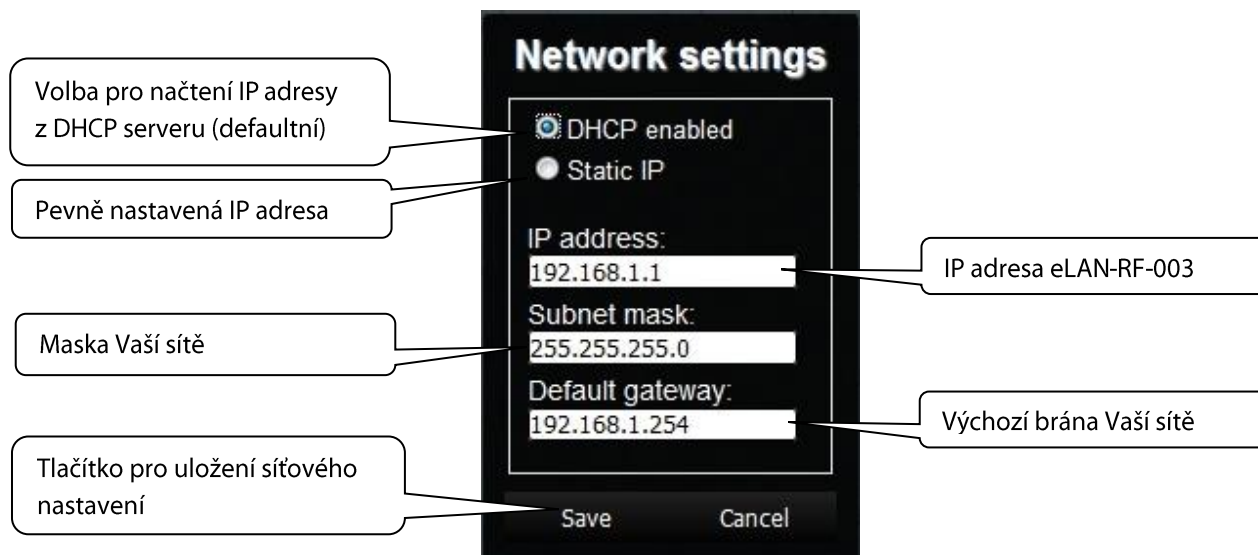 Network settings
Volba pro načtení IP adresy
z DHCP serveru (defaultní)
DHCP enabled
Static IP
Pevně nastavená IP adresa
IP address:
192.168.1.1
IP adresa eLAN-RF-003
Subnet mask:
255.255.255.0
Maska Vaší sítě
Default gateway:
192.168.1.254
Výchozí brána Vaší sítě
Tlačítko pro uložení síťového
nastavení
Save
Cancel